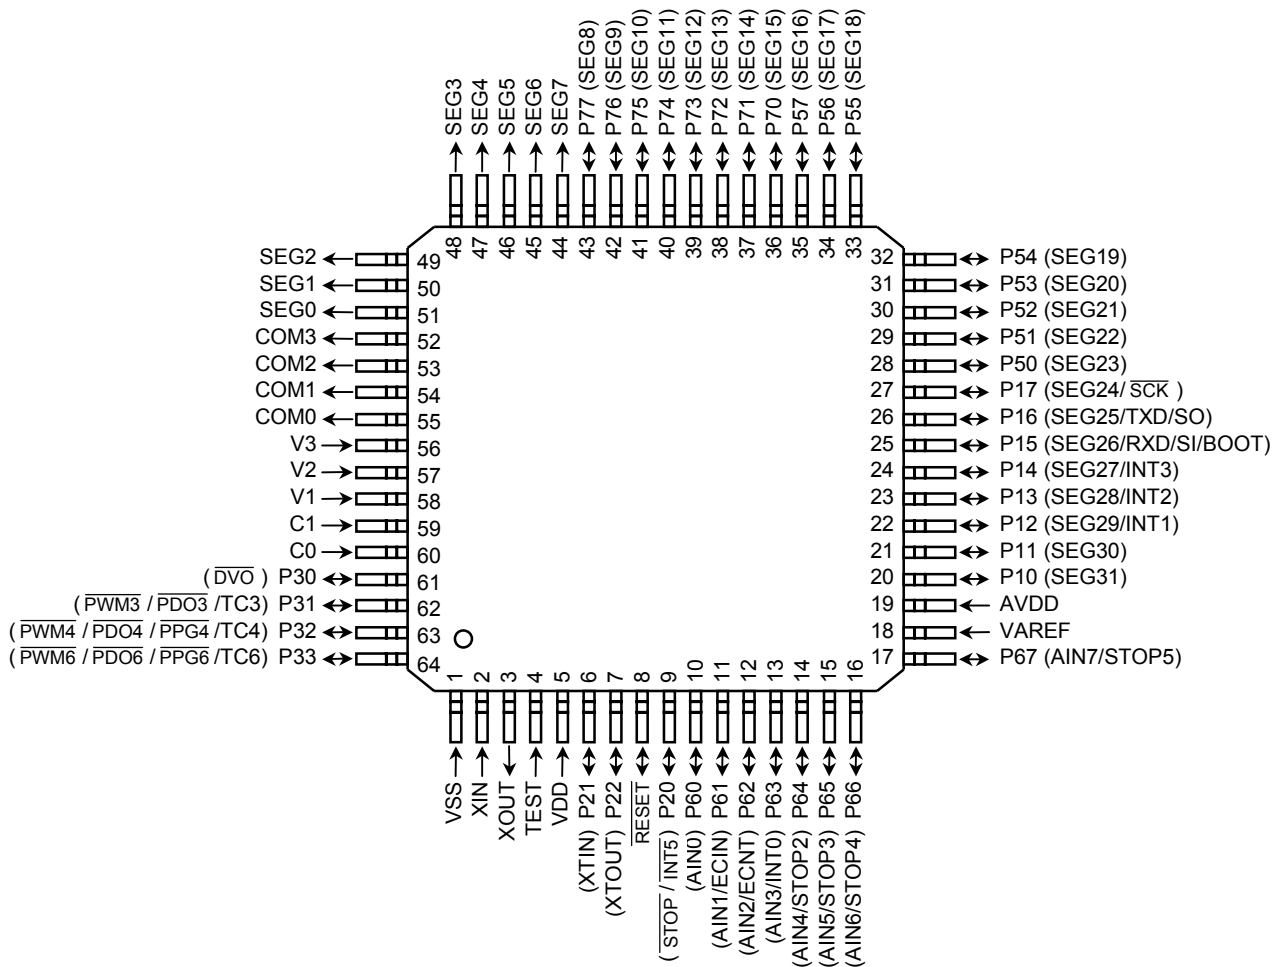 SEG3
SEG4
SEG5
SEG6
SEG7
P77 (SEG8)
P76 (SEG9)
P75 (SEG10)
P74 (SEG11)
P73 (SEG12)
P72 (SEG13)
P71 (SEG14)
P70 (SEG15)
P57 (SEG16)
P56 (SEG17)
P55 (SEG18)
48 47 46 45 44 43 42 41 40 39 38 37 36 35 34 33
SEG2 49
SEG1 50
SEG0 51
COM3 52
COM2 53
COM1 54
COM0 55
V3 56
V2 57
V1 58
C1 59
C0 60
(DVO) P30 61
(PWM3 /PDO3 /TC3) P31 62
(PWM4 /PDO4 /PPG4 /TC4) P32 63
(PWM6 /PDO6 /PPG6 /TC6) P33 64
32 P54 (SEG19)
31 P53 (SEG20)
30 P52 (SEG21)
29 P51 (SEG22)
28 P50 (SEG23)
27 P17 (SEG24/ SCK )
26 P16 (SEG25/TXD/SO)
25 P15 (SEG26/RXD/SI/BOOT)
24 P14 (SEG27/INT3)
23 P13 (SEG28/INT2)
22 P12 (SEG29/INT1)
21 P11 (SEG30)
20 P10 (SEG31)
19 AVDD
18 VAREF
17 P67 (AIN7/STOP5)
1 2 3 4 5 6 7 8 9 10 11 12 13 14 15 16
VSS
XIN
XOUT
TEST
VDD
(XTIN) P21
(XTOUT) P22
RESET
(STOP /INT5) P20
(AIN0) P60
(AIN1/ECIN) P61
(AIN2/ECNT) P62
(AIN3/INT0) P63
(AIN4/STOP2) P64
(AIN5/STOP3) P65
(AIN6/STOP4) P66